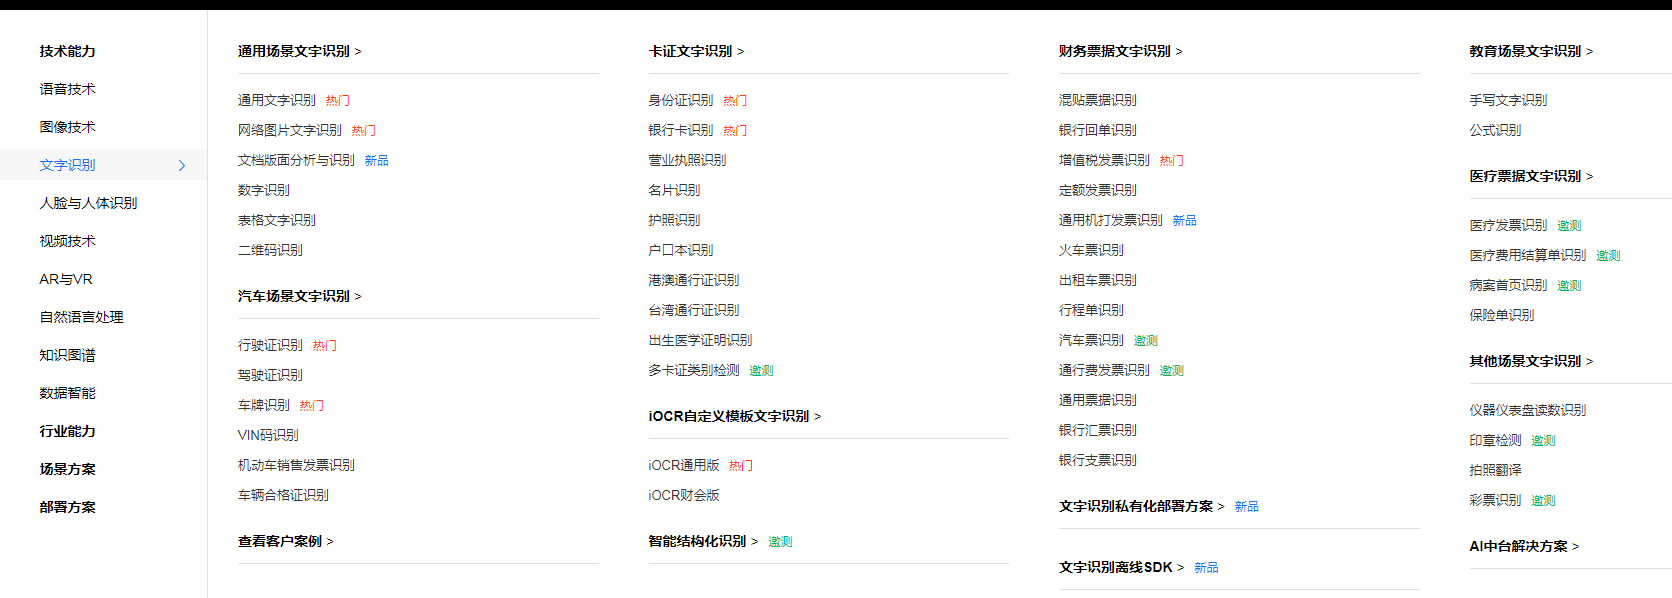 技术能力
语音技术
图像技术
文字识别 >
人脸与人体识别
视频技术
AR与VR
自然语言处理
知识图谱
数据智能
行业能力
场景方案
部署方案
通用场景文字识别 >
通用文字识别 热门
网络图片文字识别 热门
文档版面分析与识别 新品
数字识别
表格文字识别
二维码识别
汽车场景文字识别 >
行驶证识别 热门
驾驶证识别
车牌识别 热门
VIN码识别
机动车销售发票识别
车辆合格证识别
查看客户案例 >
卡证文字识别 >
身份证识别 热门
银行卡识别 热门
营业执照识别
名片识别
护照识别
户口本识别
港澳通行证识别
台湾通行证识别
出生医学证明识别
多卡证类别检测 邀测
iOCR自定义模板文字识别 >
iOCR通用版 热门
iOCR财会版
智能结构化识别 > 邀测
财务票据文字识别 >
混贴票据识别
银行回单识别
增值税发票识别 热门
定额发票识别
通用机打发票识别 新品
火车票识别
出租车票识别
行程单识别
汽车票识别 邀测
通行费发票识别 邀测
通用票据识别
银行汇票识别
银行支票识别
文字识别私有化部署方案 > 新品
文字识别离线SDK > 新品
教育场景文字识别 >
手写文字识别
公式识别
医疗票据文字识别 >
医疗发票识别 邀测
医疗费用结算单识别 邀测
病案首页识别 邀测
保险单识别
其他场景文字识别 >
仪器仪表盘读数识别
印章检测 邀测
拍照翻译
彩票识别 邀测
AI中台解决方案 >